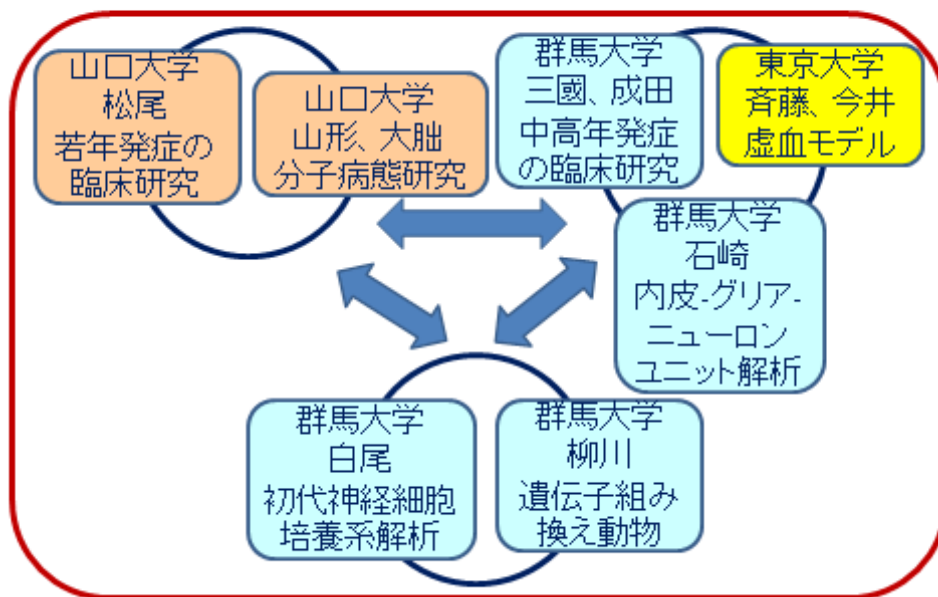 山口大学
松尾
若年発症の
臨床研究
山口大学
山形、大朏
分子病態研究
群馬大学
三國、成田
中高年発症
の臨床研究
東京大学
斉藤、今井
虚血モデル
群馬大学
石崎
内皮-グリア-
ニューロン
ユニット解析
群馬大学
白尾
初代神経細胞
培養系解析
群馬大学
柳川
遺伝子組み
換え動物